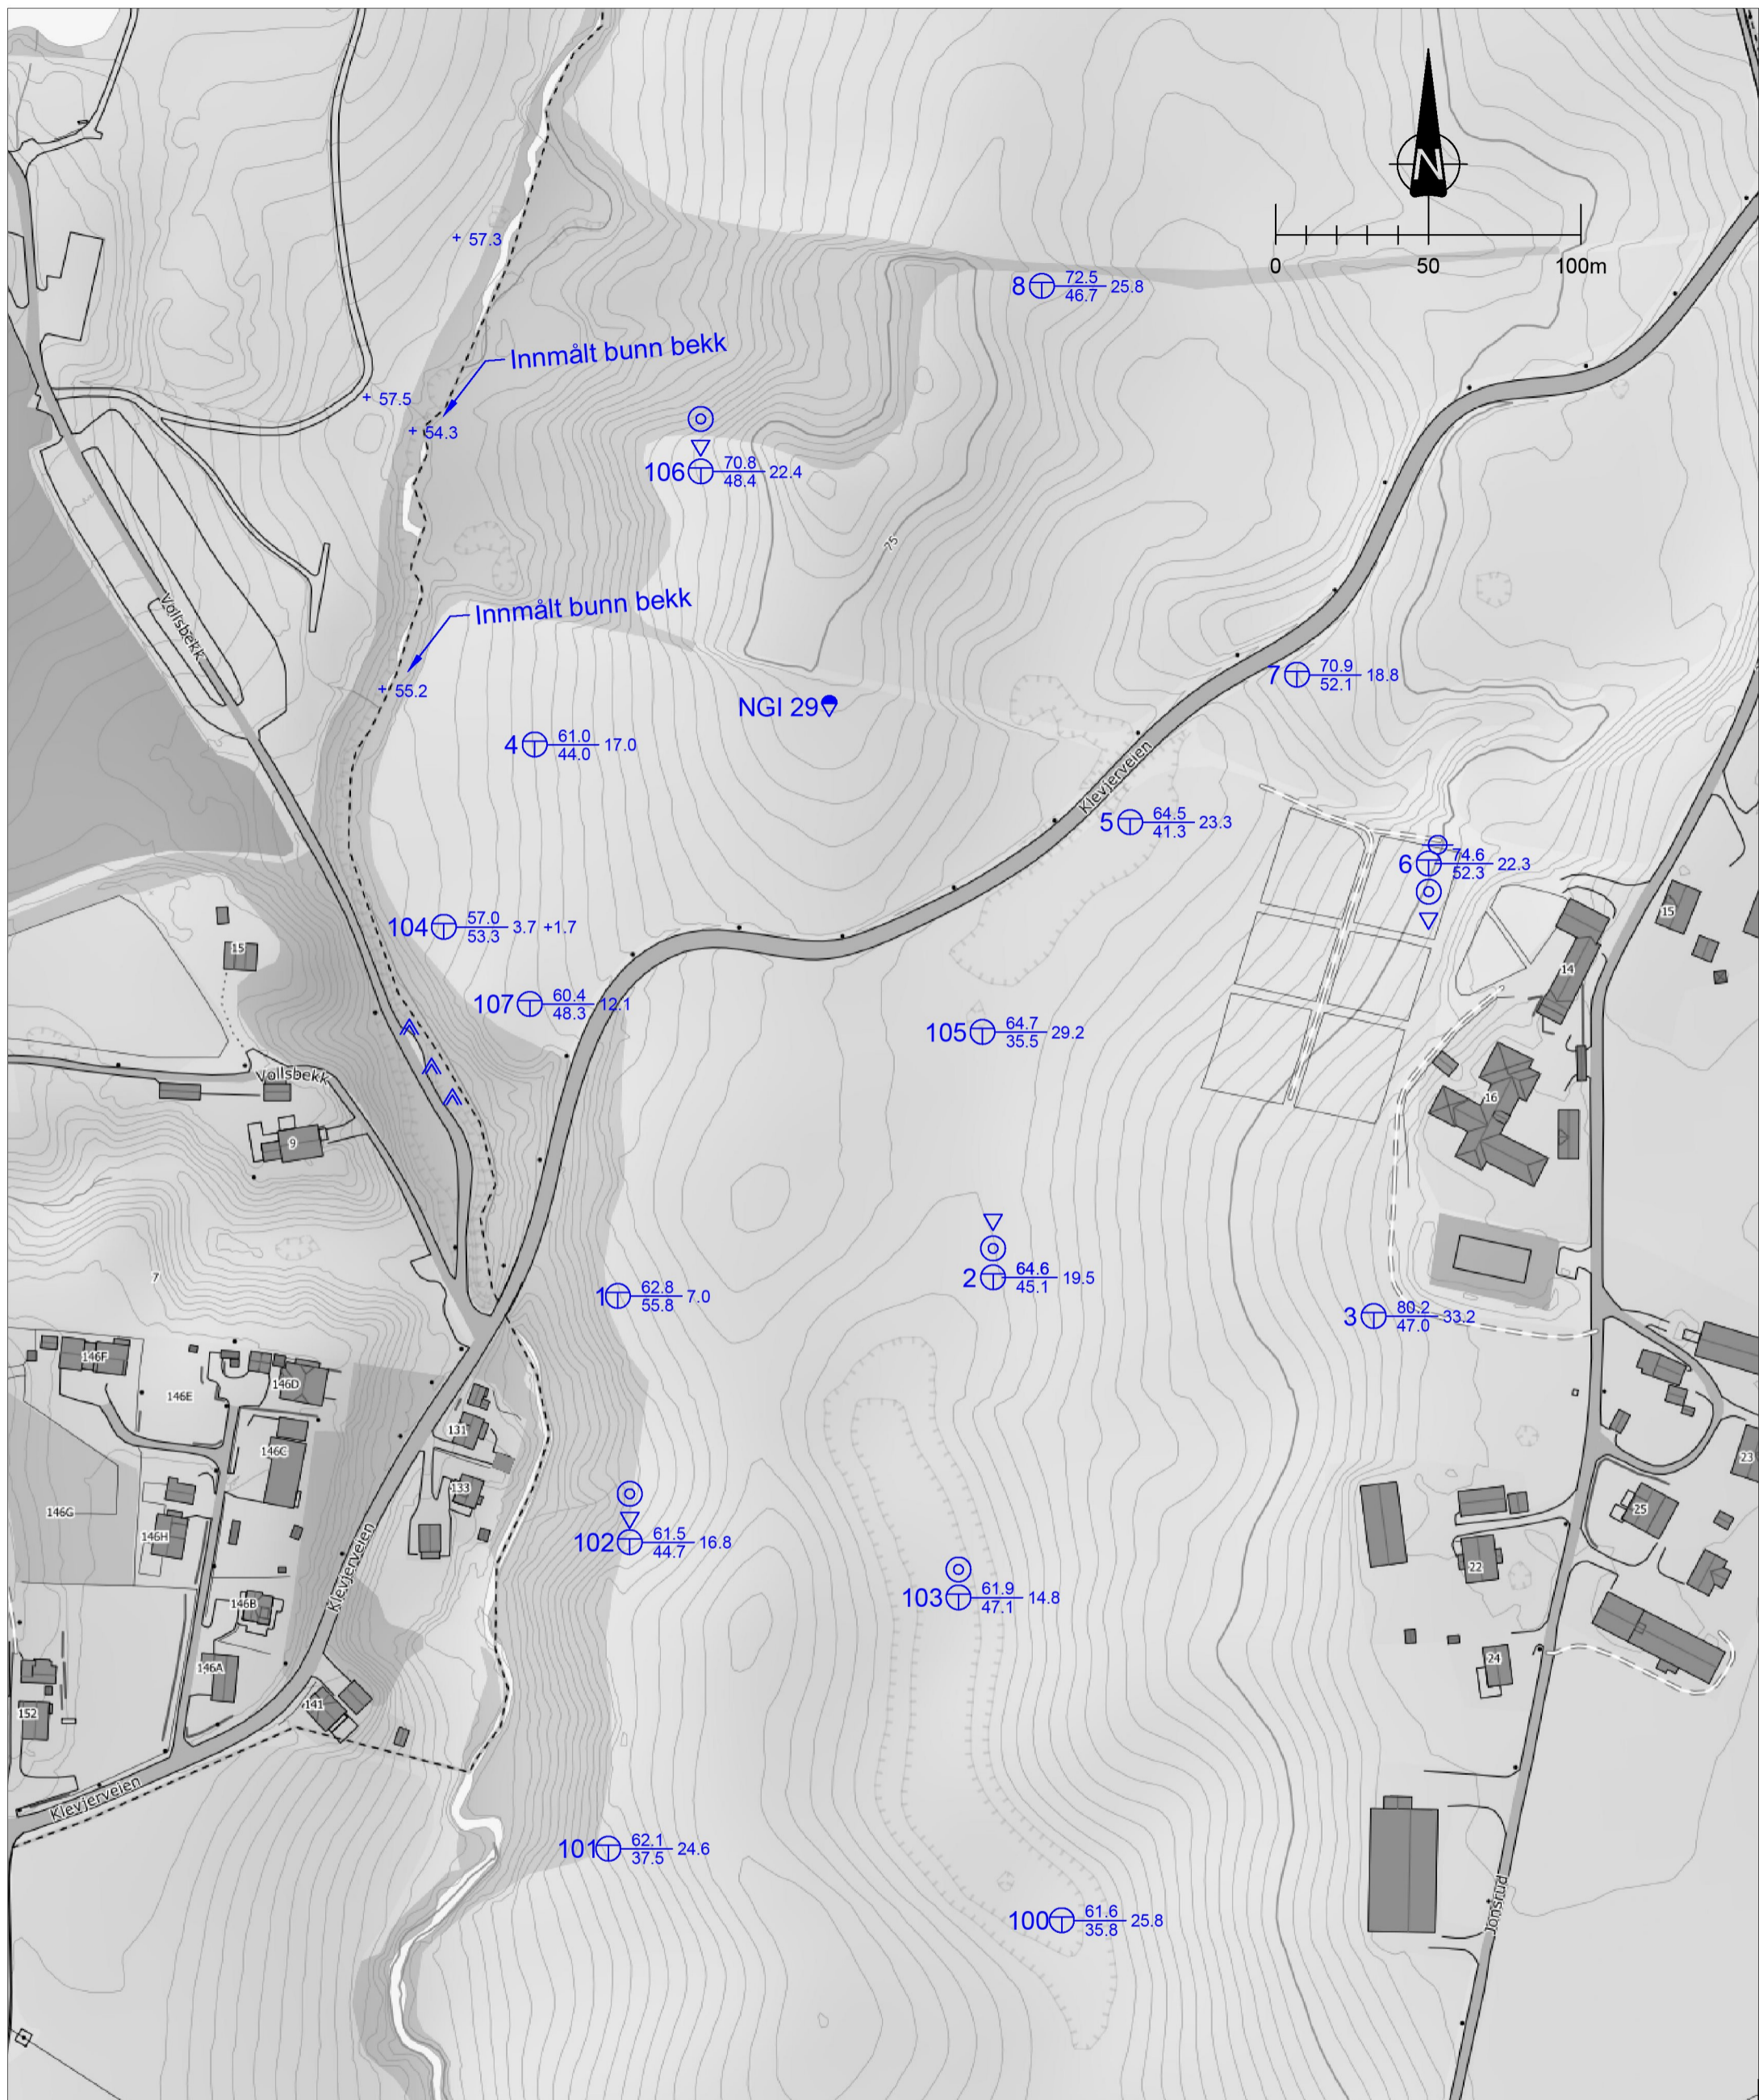 N
0 50 100m
+ 57.3
8 72.5 25.8
46.7
Innmålt bunn bekk
+ 57.5
+ 54.3
106 70.8 22.4
48.4
75
Innmålt bunn bekk
Vollsbekk
7 70.9 18.8
52.1
+ 55.2
NGI 29
4 61.0 17.0
44.0
Klevjerveien
5 64.5 23.3
41.3
6 74.6 22.3
52.3
15
104 57.0 3.7 +1.7
53.3
15
14
107 60.4 12.1
48.3
105 64.7 29.2
35.5
Vollsbekk
16
9
7
2 64.6 19.5
45.1
1 62.8 7.0
55.8
3 80.2 33.2
47.0
146F
146D
146E
131
146C
23
133
146G
146H
25
102 61.5 16.8
44.7
22
Klevjerveien
103 61.9 14.8
47.1
146B
24
146A
141
152
Klevjerveien
101 62.1 24.6
37.5
Jonsrud
100 61.6 25.8
35.8